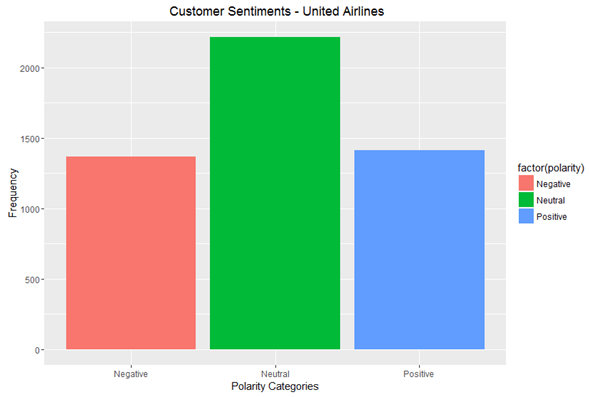 Customer Sentiments - United Airlines
Frequency
2000
1500
1000
500
0
Negative
Neutral
Positive
Polarity Categories
factor(polarity)
Negative
Neutral
Positive